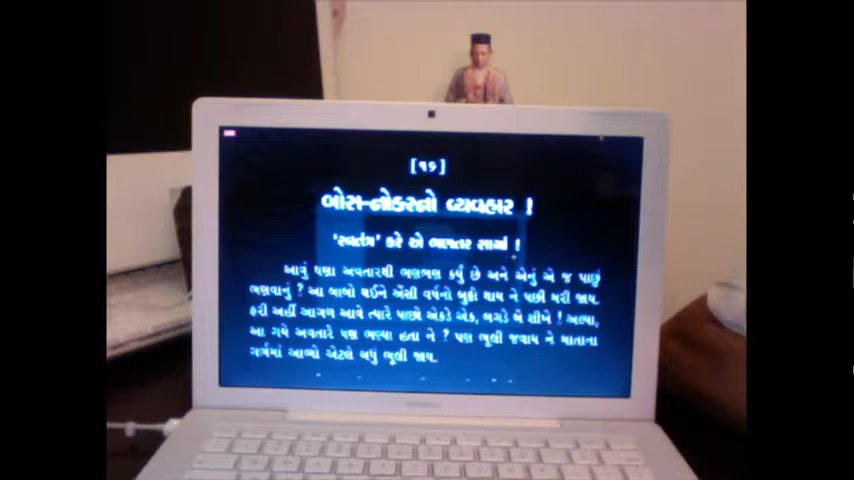 [૧૬]
બોસ-નોકરનો વ્યવહાર !
'સ્વતંત્ર' કરે એ ભણતર સાચાં !
આવું ઘણા અવતારથી ભણભણ કર્યું છે અને એનું એ જ પાછું
ભણવાનું ? આ બાબો થઈને એંસી વર્ષનો બુઢ્ઢો થાય ને પછી મરી જાય.
ફરી અહીં આગળ આવે ત્યારે પાછો એકડે એક, બગડે બે શીખે ! અલ્યા,
આ ગયે અવતારે પણ ભણ્યા હતા ને ? પણ ભુલી જવાય ને માતાના
ગર્ભમાં આવ્યો એટલે બધું ભૂલી જાય.